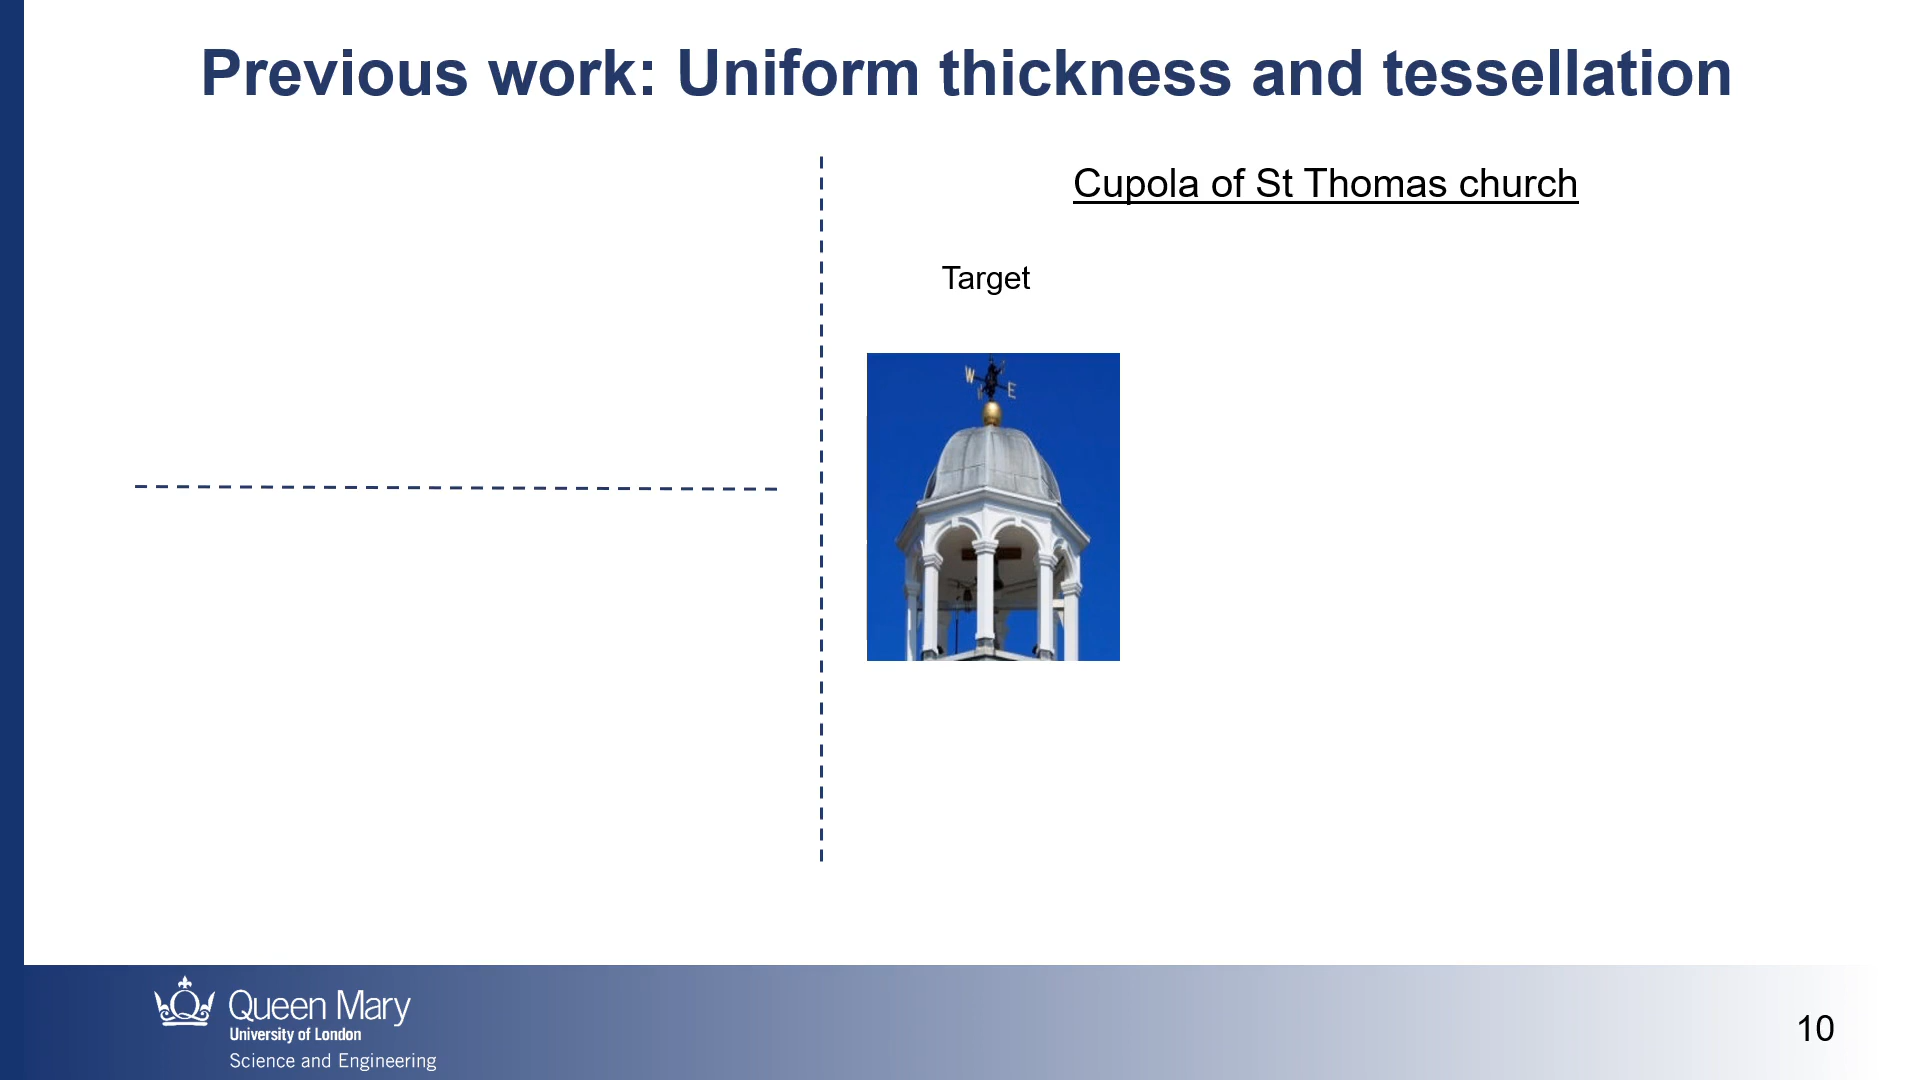 Previous work: Uniform thickness and tessellation
Cupola of St Thomas church
Target
W
E
Queen Mary
University of London
Science and Engineering
10